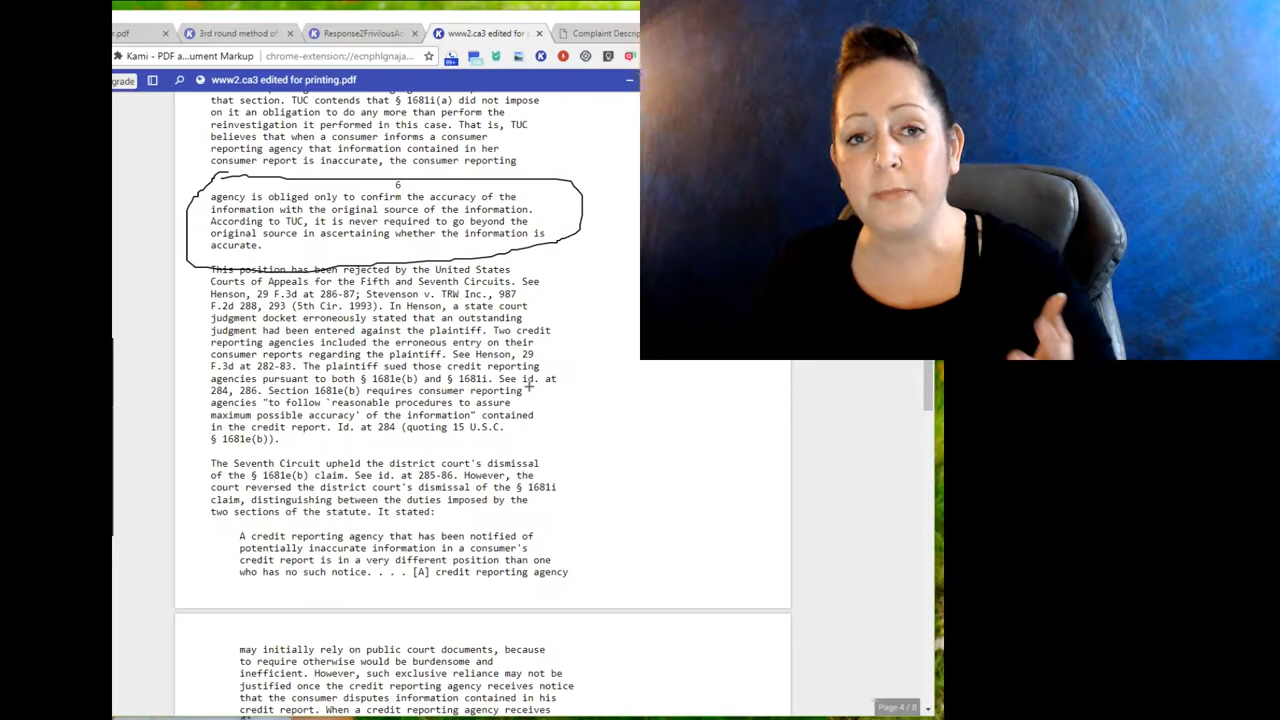 r.pdf
3rd round method of
Response2FrivilousA
www2.ca3 edited for p
Complaint Descrip
Kami - PDF a...ument Markup
chrome-extension://ecnphlgnaja
99+
grade
www2.ca3 edited for printing.pdf
that section. TUC contends that § 1681i(a) did not impose
on it an obligation to do any more than perform the
reinvestigation it performed in this case. That is, TUC
believes that when a consumer informs a consumer
reporting agency that information contained in her
consumer report is inaccurate, the consumer reporting
6
agency is obliged only to confirm the accuracy of the
information with the original source of the information.
According to TUC, it is never required to go beyond the
original source in ascertaining whether the information is
accurate.
This position has been rejected by the United States
Courts of Appeals for the Fifth and Seventh Circuits. See
Henson, 29 F.3d at 286-87; Stevenson v. TRW Inc., 987
F.2d 288, 293 (5th Cir. 1993). In Henson, a state court
judgment docket erroneously stated that an outstanding
judgment had been entered against the plaintiff. Two credit
reporting agencies included the erroneous entry on their
consumer reports regarding the plaintiff. See Henson, 29
F.3d at 282-83. The plaintiff sued those credit reporting
agencies pursuant to both § 1681e(b) and § 1681i. See id. at
284, 286. Section 1681e(b) requires consumer reporting
agencies "to follow `reasonable procedures to assure
maximum possible accuracy' of the information" contained
in the credit report. Id. at 284 (quoting 15 U.S.C.
§ 1681e(b)).
The Seventh Circuit upheld the district court's dismissal
of the § 1681e(b) claim. See id. at 285-86. However, the
court reversed the district court's dismissal of the § 1681i
claim, distinguishing between the duties imposed by the
two sections of the statute. It stated:
A credit reporting agency that has been notified of
potentially inaccurate information in a consumer's
credit report is in a very different position than one
who has no such notice. . . . [A] credit reporting agency
may initially rely on public court documents, because
to require otherwise would be burdensome and
inefficient. However, such exclusive reliance may not be
justified once the credit reporting agency receives notice
that the consumer disputes information contained in his
credit report. When a credit reporting agency receives
Page 4 / 8